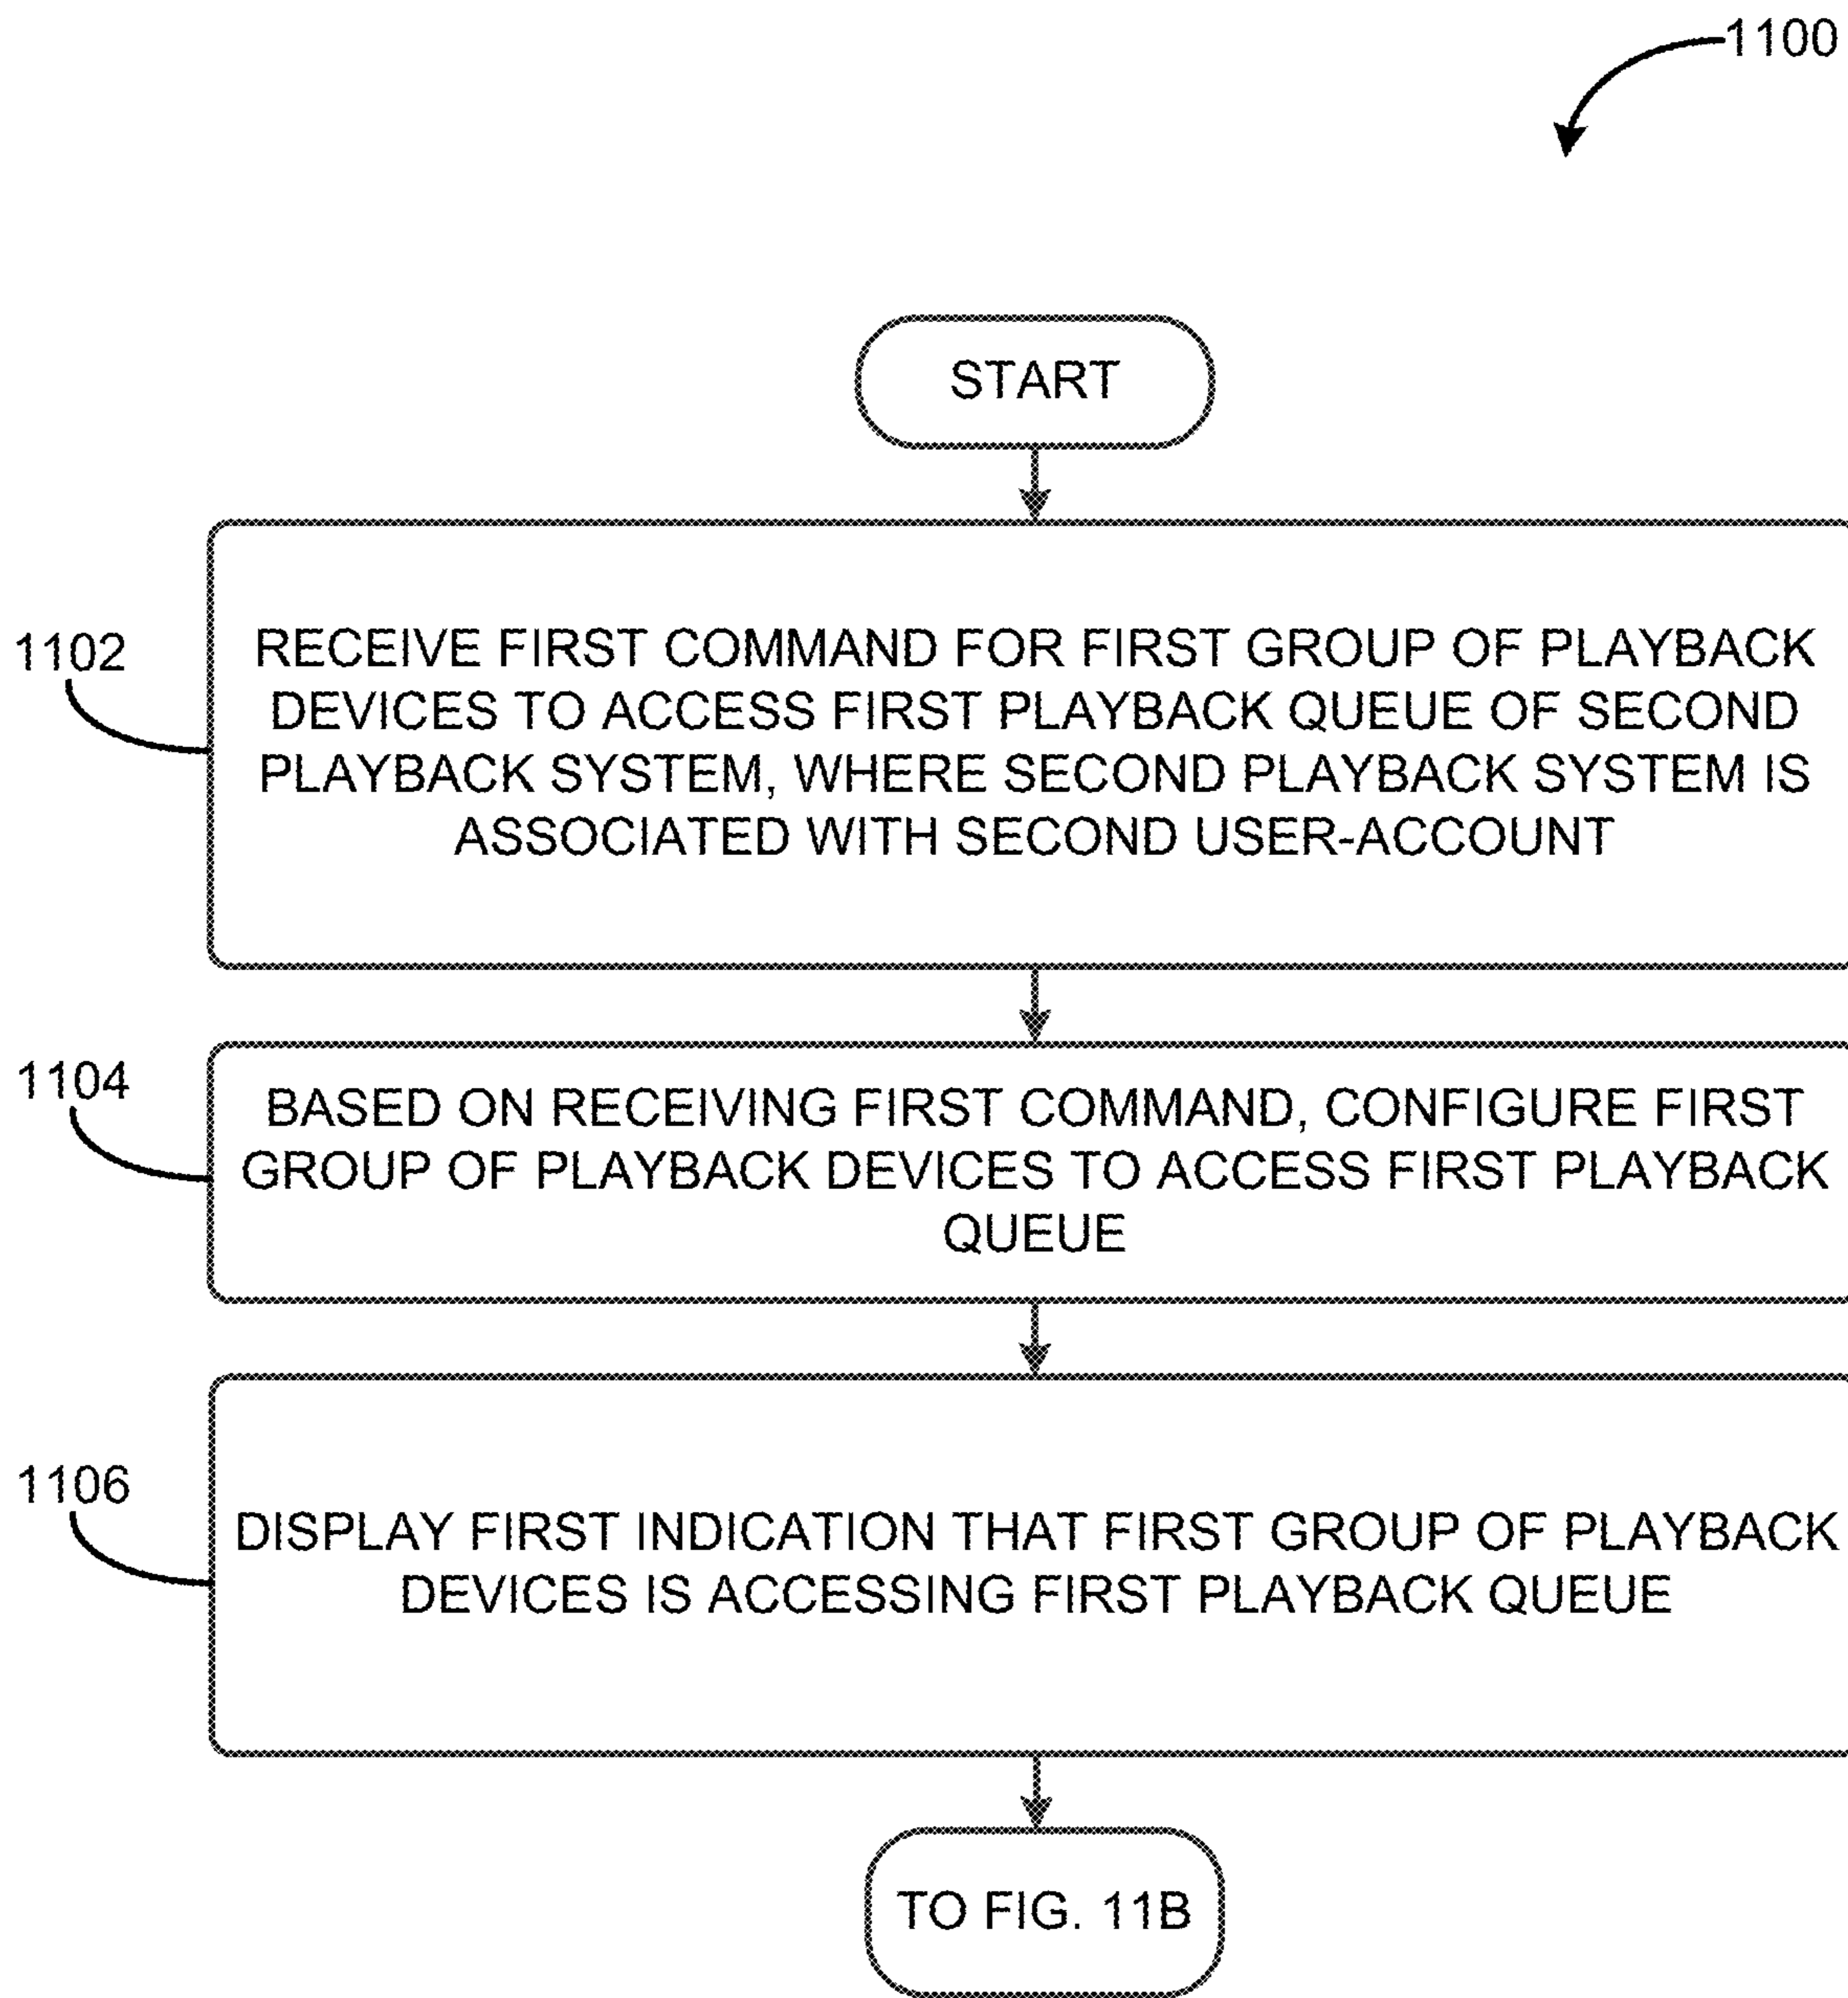 1100
START
1102
RECEIVE FIRST COMMAND FOR FIRST GROUP OF PLAYBACK
DEVICES TO ACCESS FIRST PLAYBACK QUEUE OF SECOND
PLAYBACK SYSTEM, WHERE SECOND PLAYBACK SYSTEM IS
ASSOCIATED WITH SECOND USER-ACCOUNT
1104
BASED ON RECEIVING FIRST COMMAND, CONFIGURE FIRST
GROUP OF PLAYBACK DEVICES TO ACCESS FIRST PLAYBACK
QUEUE
1106
DISPLAY FIRST INDICATION THAT FIRST GROUP OF PLAYBACK
DEVICES IS ACCESSING FIRST PLAYBACK QUEUE
TO FIG. 11B